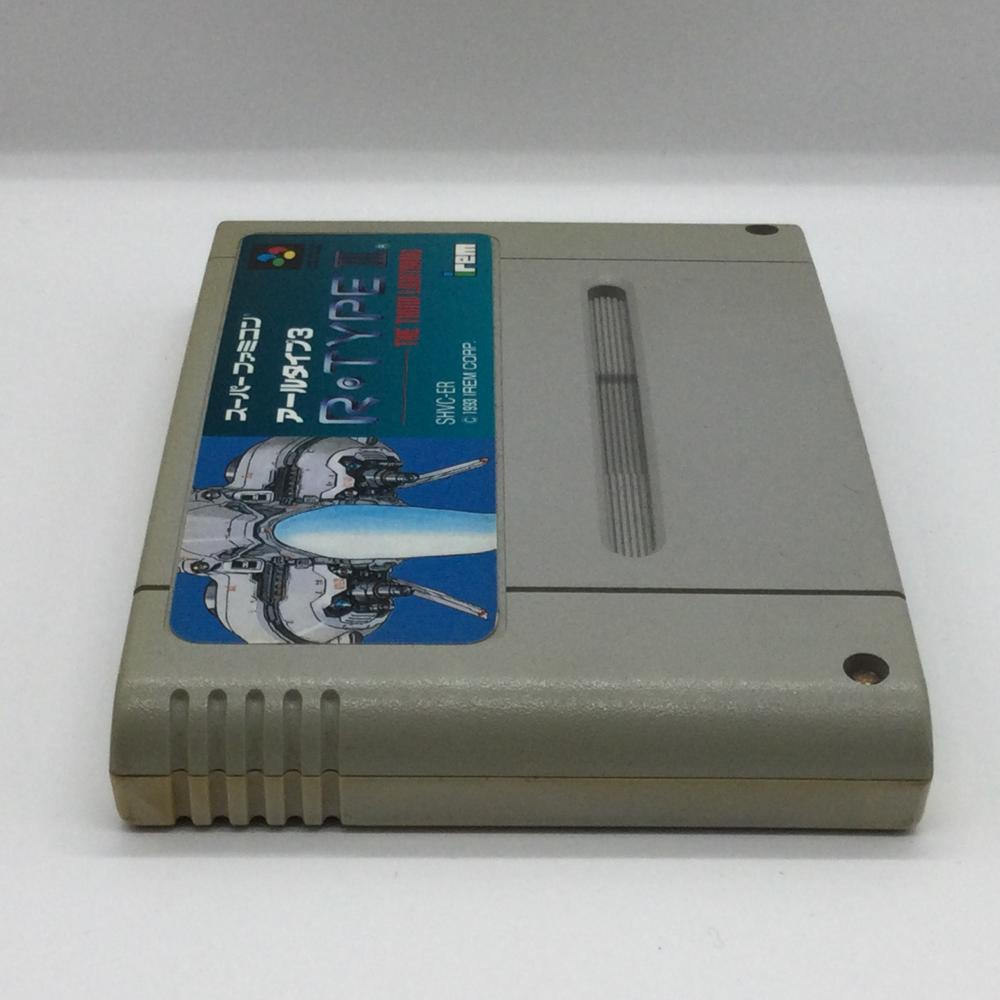 スーパーファミコン
アールタイプ3
R•TYPE III
THE THIRD LIGHTNING
SHVC-ER
© 1993 IREM CORP.
irem